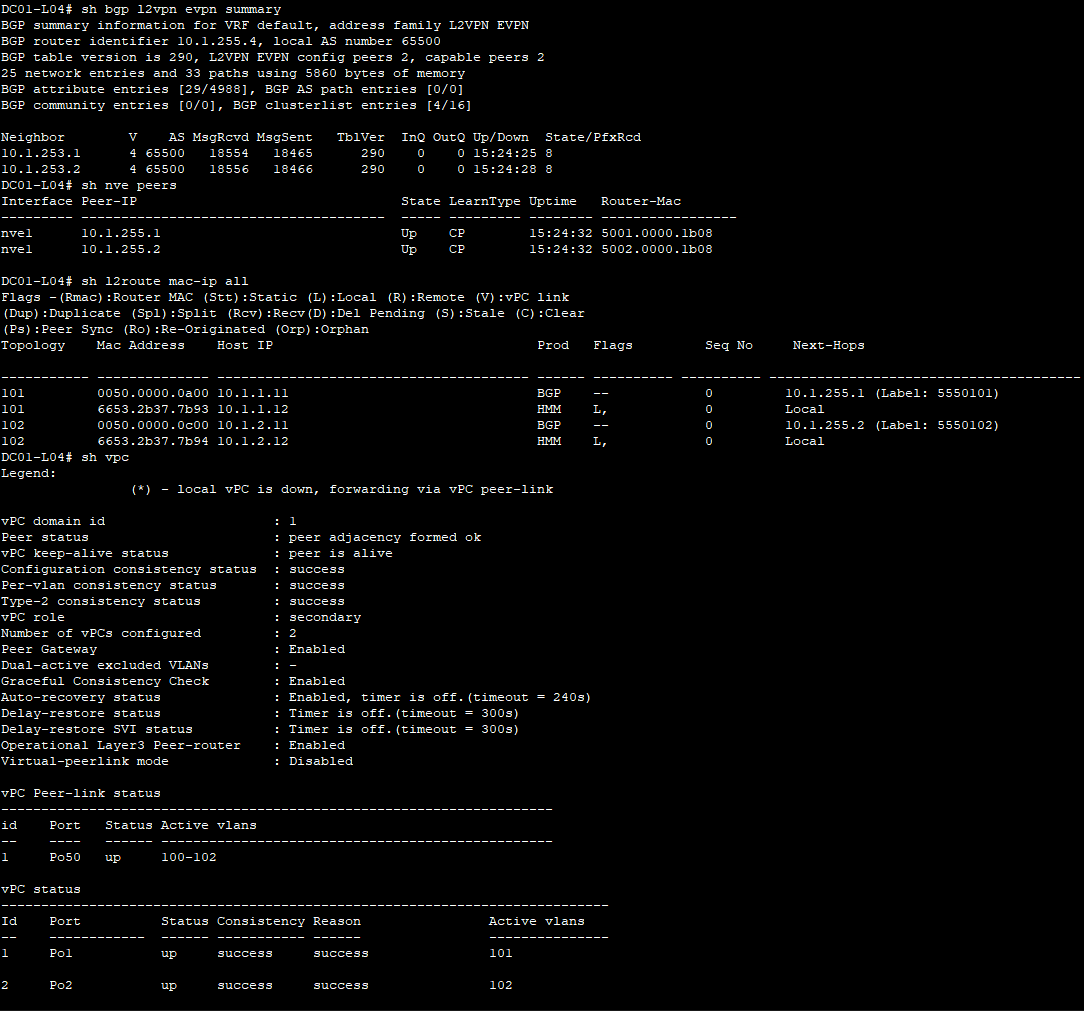 DC01-L04# sh bgp l2vpn evpn summary
BGP summary information for VRF default, address family L2VPN EVPN
BGP router identifier 10.1.255.4, local AS number 65500
BGP table version is 290, L2VPN EVPN config peers 2, capable peers 2
25 network entries and 33 paths using 5860 bytes of memory
BGP attribute entries [29/4988], BGP AS path entries [0/0]
BGP community entries [0/0], BGP clusterlist entries [4/16]

Neighbor        V    AS MsgRcvd MsgSent   TblVer  InQ OutQ Up/Down  State/PfxRcd
10.1.253.1      4 65500   18554   18465      290    0    0 15:24:25 8
10.1.253.2      4 65500   18556   18466      290    0    0 15:24:28 8
DC01-L04# sh nve peers
Interface Peer-IP                                 State LearnType Uptime   Router-Mac
--------- --------------------------------------  ----- --------- -------- -----------------
nve1      10.1.255.1                              Up    CP        15:24:32 5001.0000.1b08
nve1      10.1.255.2                              Up    CP        15:24:32 5002.0000.1b08

DC01-L04# sh l2route mac-ip all
Flags -(Rmac):Router MAC (Stt):Static (L):Local (R):Remote (V):vPC link
(Dup):Duplicate (Spl):Split (Rcv):Recv(D):Del Pending (S):Stale (C):Clear
(Ps):Peer Sync (Ro):Re-Originated (Orp):Orphan
Topology    Mac Address    Host IP                                 Prod   Flags         Seq No     Next-Hops
----------- -------------- --------------------------------------- ------ ---------- ---------- ---------------------------------------
101         0050.0000.0a00 10.1.1.11                               BGP    --            0         10.1.255.1 (Label: 5550101)
101         6653.2b37.7b93 10.1.1.12                               HMM    L,            0         Local
102         0050.0000.0c00 10.1.2.11                               BGP    --            0         10.1.255.2 (Label: 5550102)
102         6653.2b37.7b94 10.1.2.12                               HMM    L,            0         Local
DC01-L04# sh vpc
Legend:
                (*) - local vPC is down, forwarding via vPC peer-link

vPC domain id                     : 1
Peer status                       : peer adjacency formed ok
vPC keep-alive status             : peer is alive
Configuration consistency status  : success
Per-vlan consistency status       : success
Type-2 consistency status         : success
vPC role                          : secondary
Number of vPCs configured         : 2
Peer Gateway                      : Enabled
Dual-active excluded VLANs        : -
Graceful Consistency Check        : Enabled
Auto-recovery status              : Enabled, timer is off.(timeout = 240s)
Delay-restore status              : Timer is off.(timeout = 300s)
Delay-restore SVI status          : Timer is off.(timeout = 300s)
Operational Layer3 Peer-router    : Enabled
Virtual-peerlink mode             : Disabled

vPC Peer-link status
---------------------------------------------------------------------
id    Port   Status Active vlans
--    ----   ------ -------------------------------------------------
1     Po50   up     100-102

vPC status
----------------------------------------------------------------------------
Id    Port          Status Consistency Reason                Active vlans
--    ------------  ------ ----------- ------                ---------------
1     Po1           up     success     success               101

2     Po2           up     success     success               102